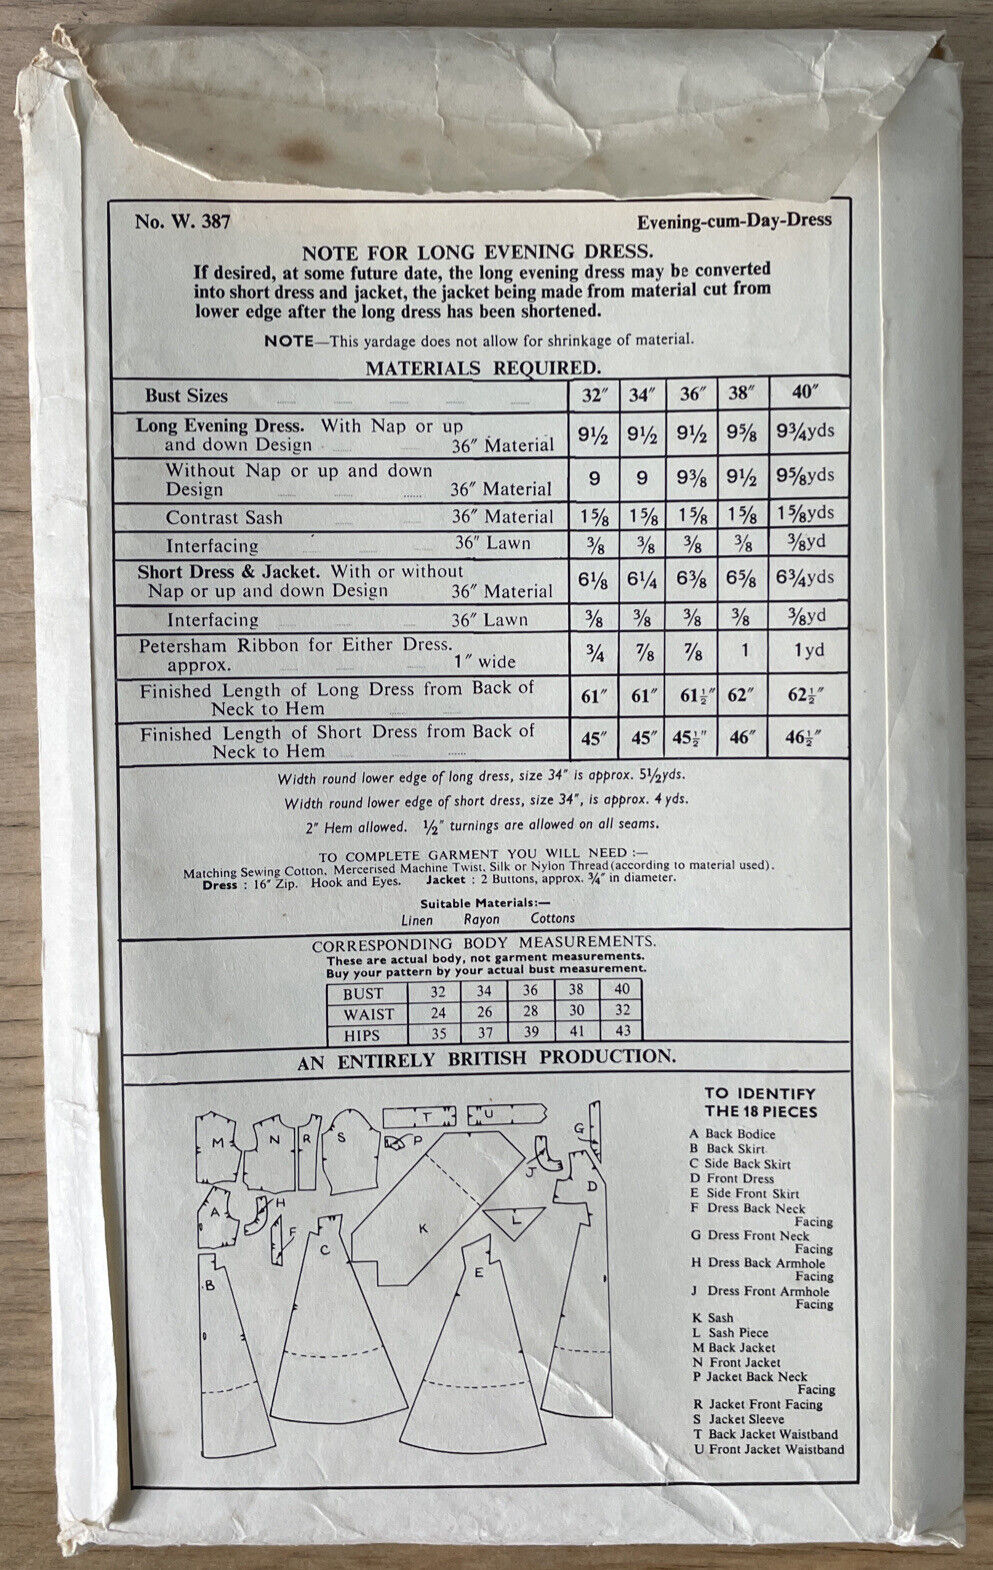 No. W. 387 Evening-cum-Day-Dress
NOTE FOR LONG EVENING DRESS.
If desired, at some future date, the long evening dress may be converted
into short dress and jacket, the jacket being made from material cut from
lower edge after the long dress has been shortened.
NOTE—This yardage does not allow for shrinkage of material.
MATERIALS REQUIRED.
Bust Sizes 32″ 34″ 36″ 38″ 40″
Long Evening Dress. With Nap or up
and down Design 36″ Material 9½ 9½ 9½ 9⅝ 9¾yds
Without Nap or up and down
Design 36″ Material 9 9 9⅜ 9½ 9⅝yds
Contrast Sash 36″ Material 1⅝ 1⅝ 1⅝ 1⅝ 1⅝yds
Interfacing 36″ Lawn ⅜ ⅜ ⅜ ⅜ ⅜yd
Short Dress & Jacket. With or without
Nap or up and down Design 36″ Material 6⅛ 6¼ 6⅜ 6⅝ 6¾yds
Interfacing 36″ Lawn ⅜ ⅜ ⅜ ⅜ ⅜yd
Petersham Ribbon for Either Dress.
approx. 1″ wide ¾ ⅞ ⅞ 1 1yd
Finished Length of Long Dress from Back of
Neck to Hem 61″ 61″ 61½″ 62″ 62½″
Finished Length of Short Dress from Back of
Neck to Hem 45″ 45″ 45½″ 46″ 46½″
Width round lower edge of long dress, size 34″ is approx. 5½yds.
Width round lower edge of short dress, size 34″, is approx. 4 yds.
2″ Hem allowed. ½″ turnings are allowed on all seams.
TO COMPLETE GARMENT YOU WILL NEED :—
Matching Sewing Cotton, Mercerised Machine Twist, Silk or Nylon Thread (according to material used).
Dress : 16″ Zip. Hook and Eyes. Jacket : 2 Buttons, approx. ¾″ in diameter.
Suitable Materials:—
Linen Rayon Cottons
CORRESPONDING BODY MEASUREMENTS.
These are actual body, not garment measurements.
Buy your pattern by your actual bust measurement.
BUST 32 34 36 38 40
WAIST 24 26 28 30 32
HIPS 35 37 39 41 43
AN ENTIRELY BRITISH PRODUCTION.
M
N
R
S
T
U
P
G
J
D
A
H
F
C
K
L
E
B
TO IDENTIFY
THE 18 PIECES
A Back Bodice
B Back Skirt
C Side Back Skirt
D Front Dress
E Side Front Skirt
F Dress Back Neck
Facing
G Dress Front Neck
Facing
H Dress Back Armhole
Facing
J Dress Front Armhole
Facing
K Sash
L Sash Piece
M Back Jacket
N Front Jacket
P Jacket Back Neck
Facing
R Jacket Front Facing
S Jacket Sleeve
T Back Jacket Waistband
U Front Jacket Waistband